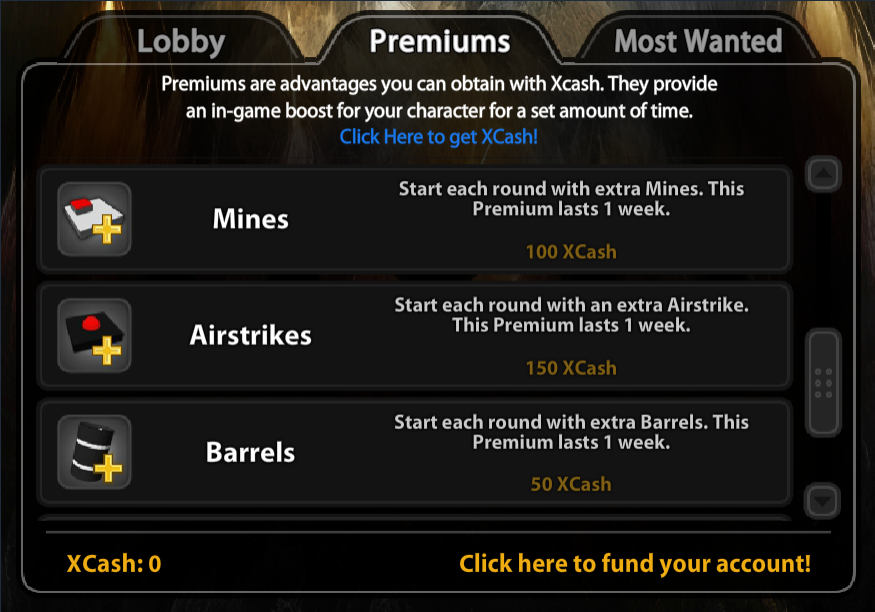 Lobby
Premiums
Most Wanted
Premiums are advantages you can obtain with Xcash. They provide
an in-game boost for your character for a set amount of time.
Click Here to get XCash!
Mines
Start each round with extra Mines. This
Premium lasts 1 week.
100 XCash
Airstrikes
Start each round with an extra Airstrike.
This Premium lasts 1 week.
150 XCash
Barrels
Start each round with extra Barrels. This
Premium lasts 1 week.
50 XCash
XCash: 0
Click here to fund your account!